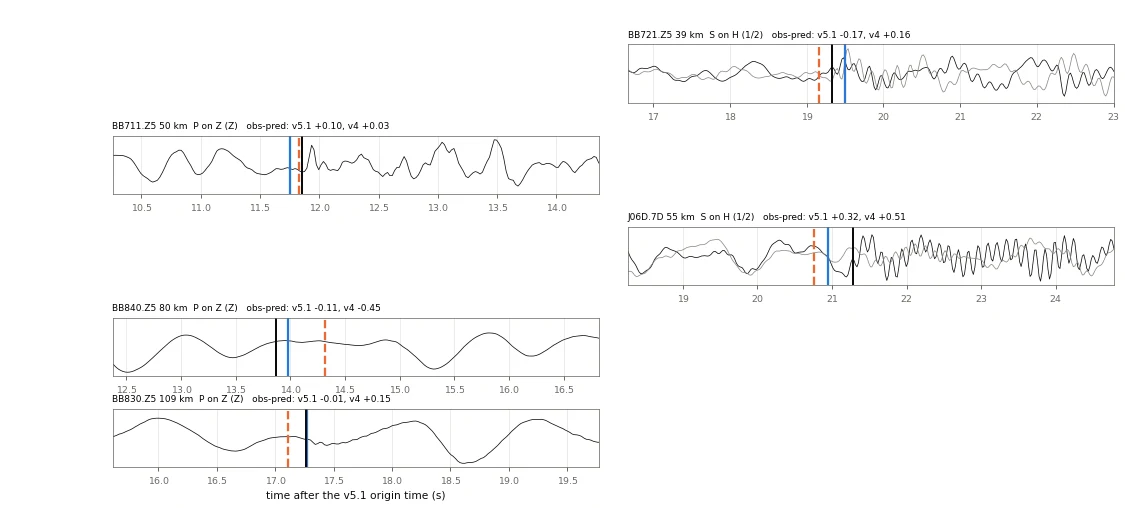 BB721.Z5 39 km  S on H (1/2)   obs-pred: v5.1 -0.17, v4 +0.16
17 18 19 20 21 22 23
BB711.Z5 50 km  P on Z (Z)   obs-pred: v5.1 +0.10, v4 +0.03
10.5 11.0 11.5 12.0 12.5 13.0 13.5 14.0
J06D.7D 55 km  S on H (1/2)   obs-pred: v5.1 +0.32, v4 +0.51
19 20 21 22 23 24
BB840.Z5 80 km  P on Z (Z)   obs-pred: v5.1 -0.11, v4 -0.45
12.5 13.0 13.5 14.0 14.5 15.0 15.5 16.0 16.5
BB830.Z5 109 km  P on Z (Z)   obs-pred: v5.1 -0.01, v4 +0.15
16.0 16.5 17.0 17.5 18.0 18.5 19.0 19.5
time after the v5.1 origin time (s)